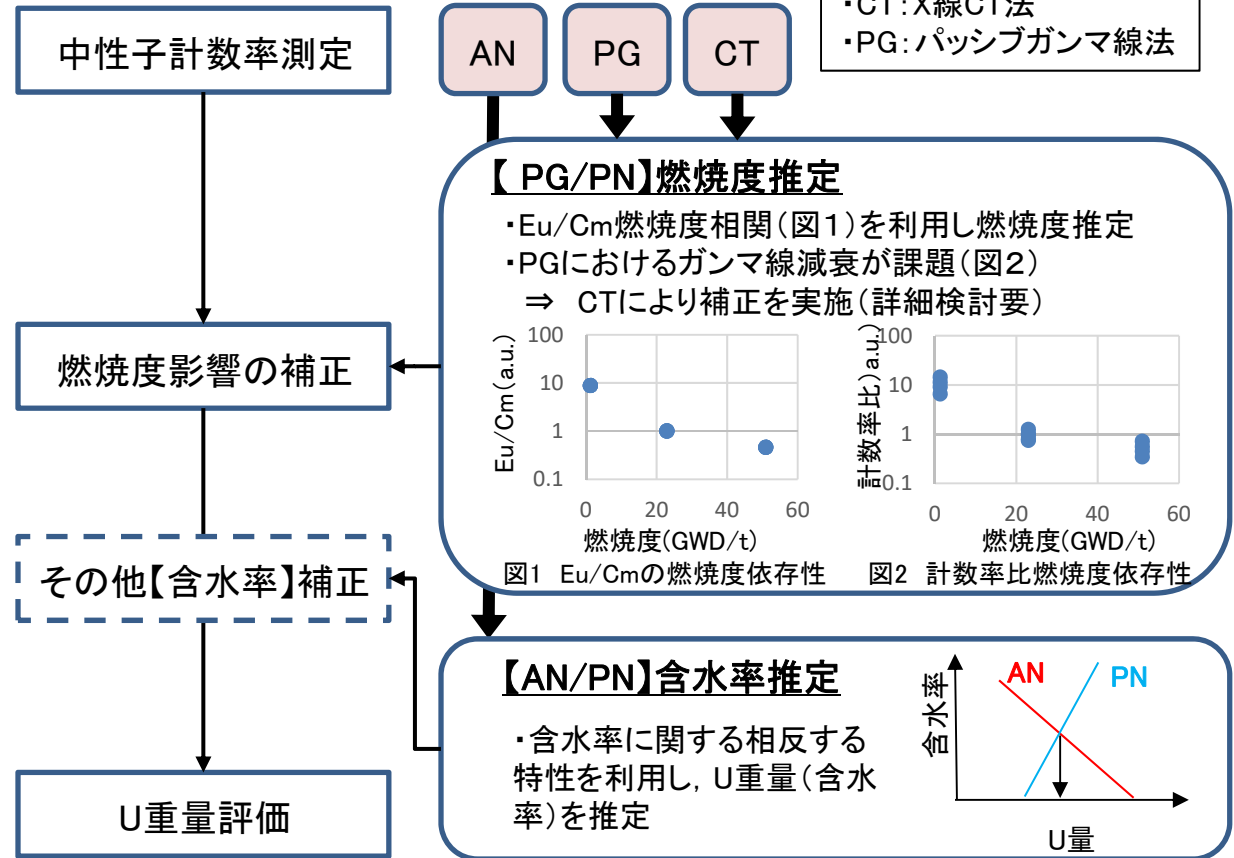 ・CT:X線CT法
・PG:パッシブガンマ線法
中性子計数率測定
AN
PG
CT
【 PG/PN】燃焼度推定
・Eu/Cm燃焼度相関(図1)を利用し燃焼度推定
・PGにおけるガンマ線減衰が課題(図2)
⇒ CTにより補正を実施(詳細検討要)
燃焼度影響の補正
Eu/Cm(a.u.)
100
10
1
0.1
0
20
40
60
燃焼度(GWD/t)
図1 Eu/Cmの燃焼度依存性
計数率比)a.u.)
100
10
1
0.1
0
20
40
60
燃焼度(GWD/t)
図2 計数率比燃焼度依存性
その他【含水率】補正
【AN/PN】含水率推定
・含水率に関する相反する
特性を利用し,U重量(含水
率)を推定
含水率
AN
PN
U量
U重量評価